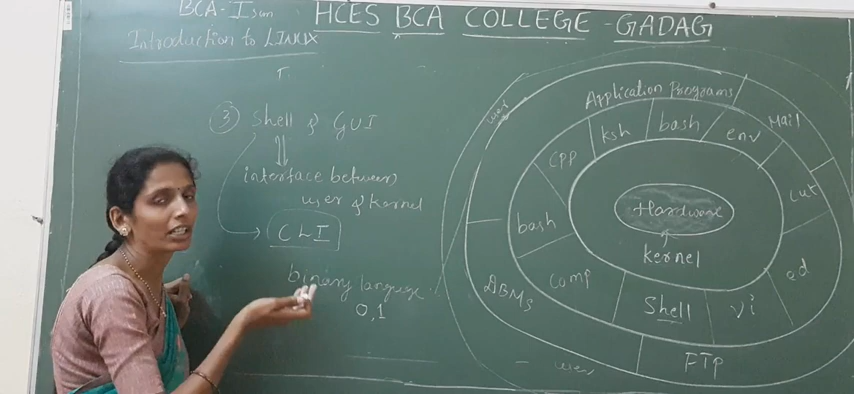 BCA-I Sem
HCES BCA COLLEGE - GADAG
Introduction to LINUX
③ Shell & GUI
interface between
user & Kernel
CLI
binary language
0,1
user
Application Programs
Mail
ksh
bash
env
CPP
cut
bash
Hardware
kernel
comp
Shell
vi
ed
DBMS
FTP